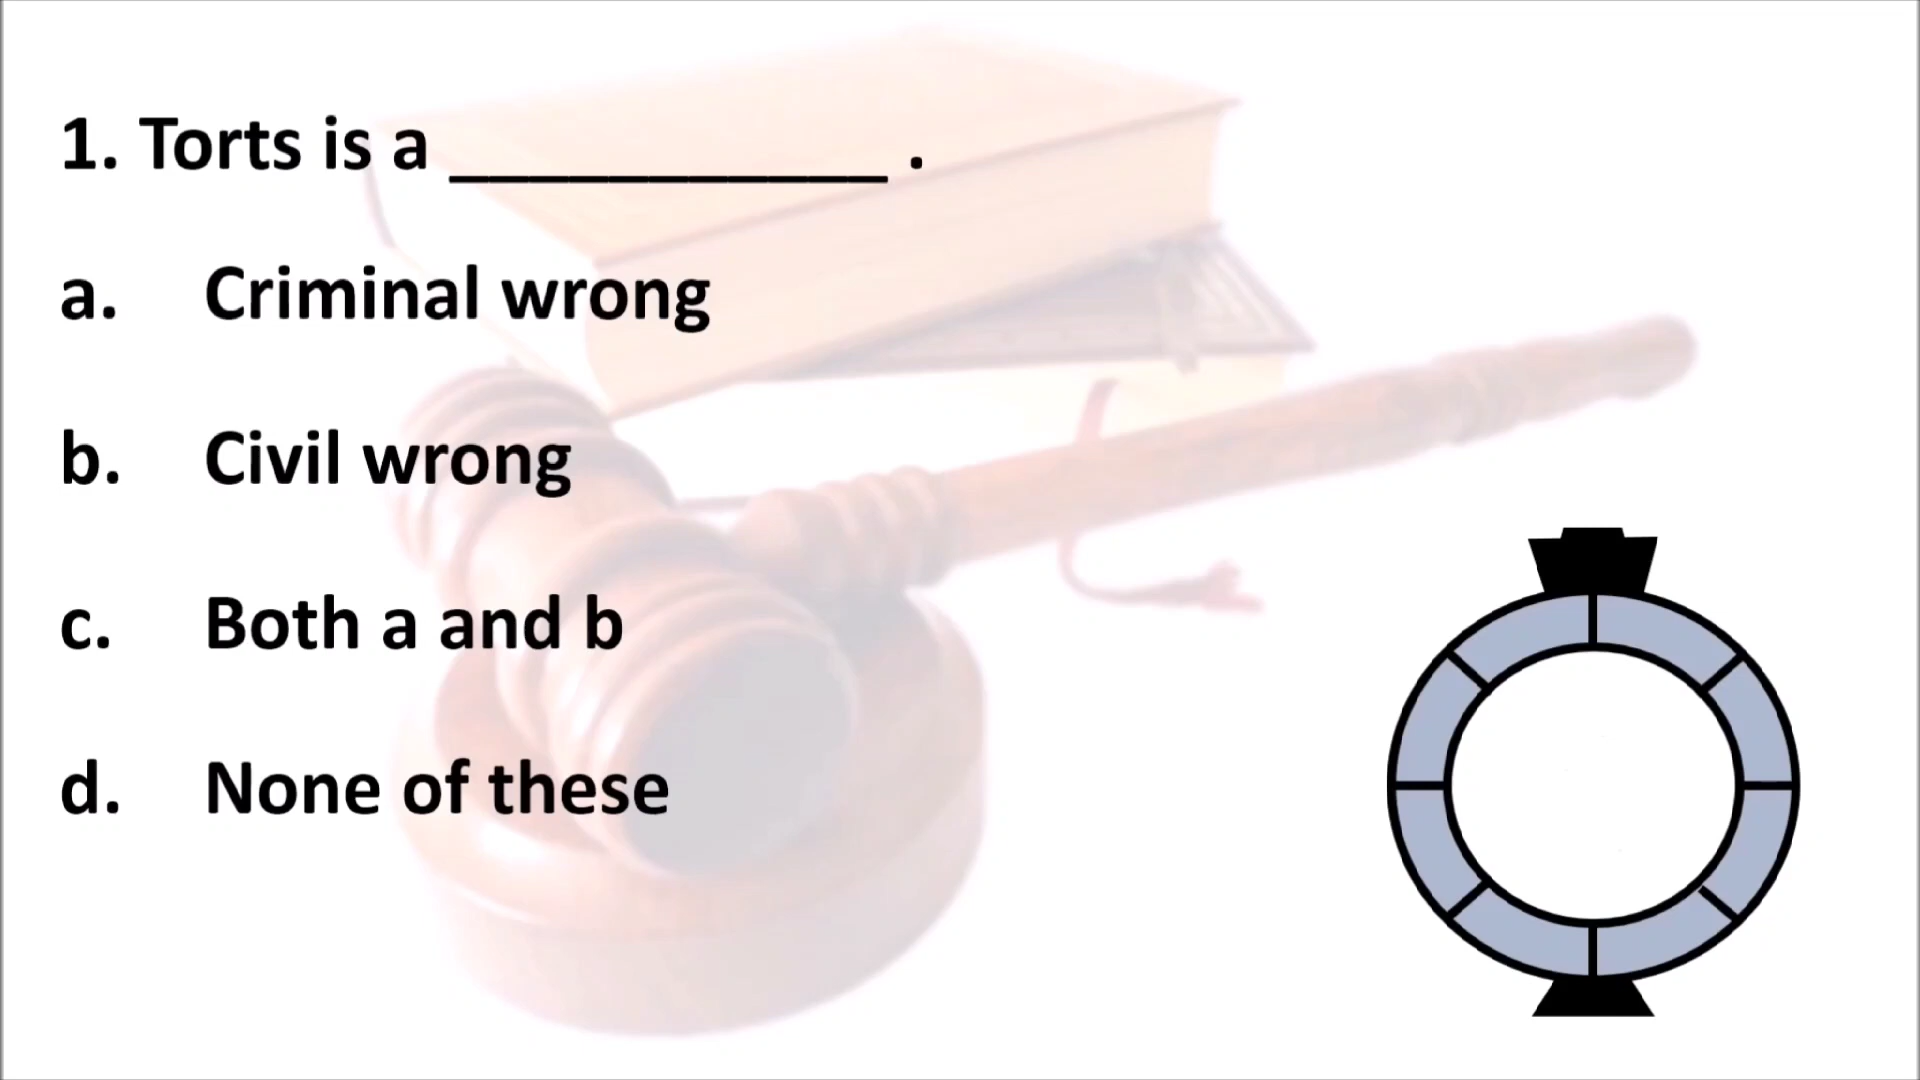 1. Torts is a ____________ .
a. Criminal wrong
b. Civil wrong
c. Both a and b
d. None of these